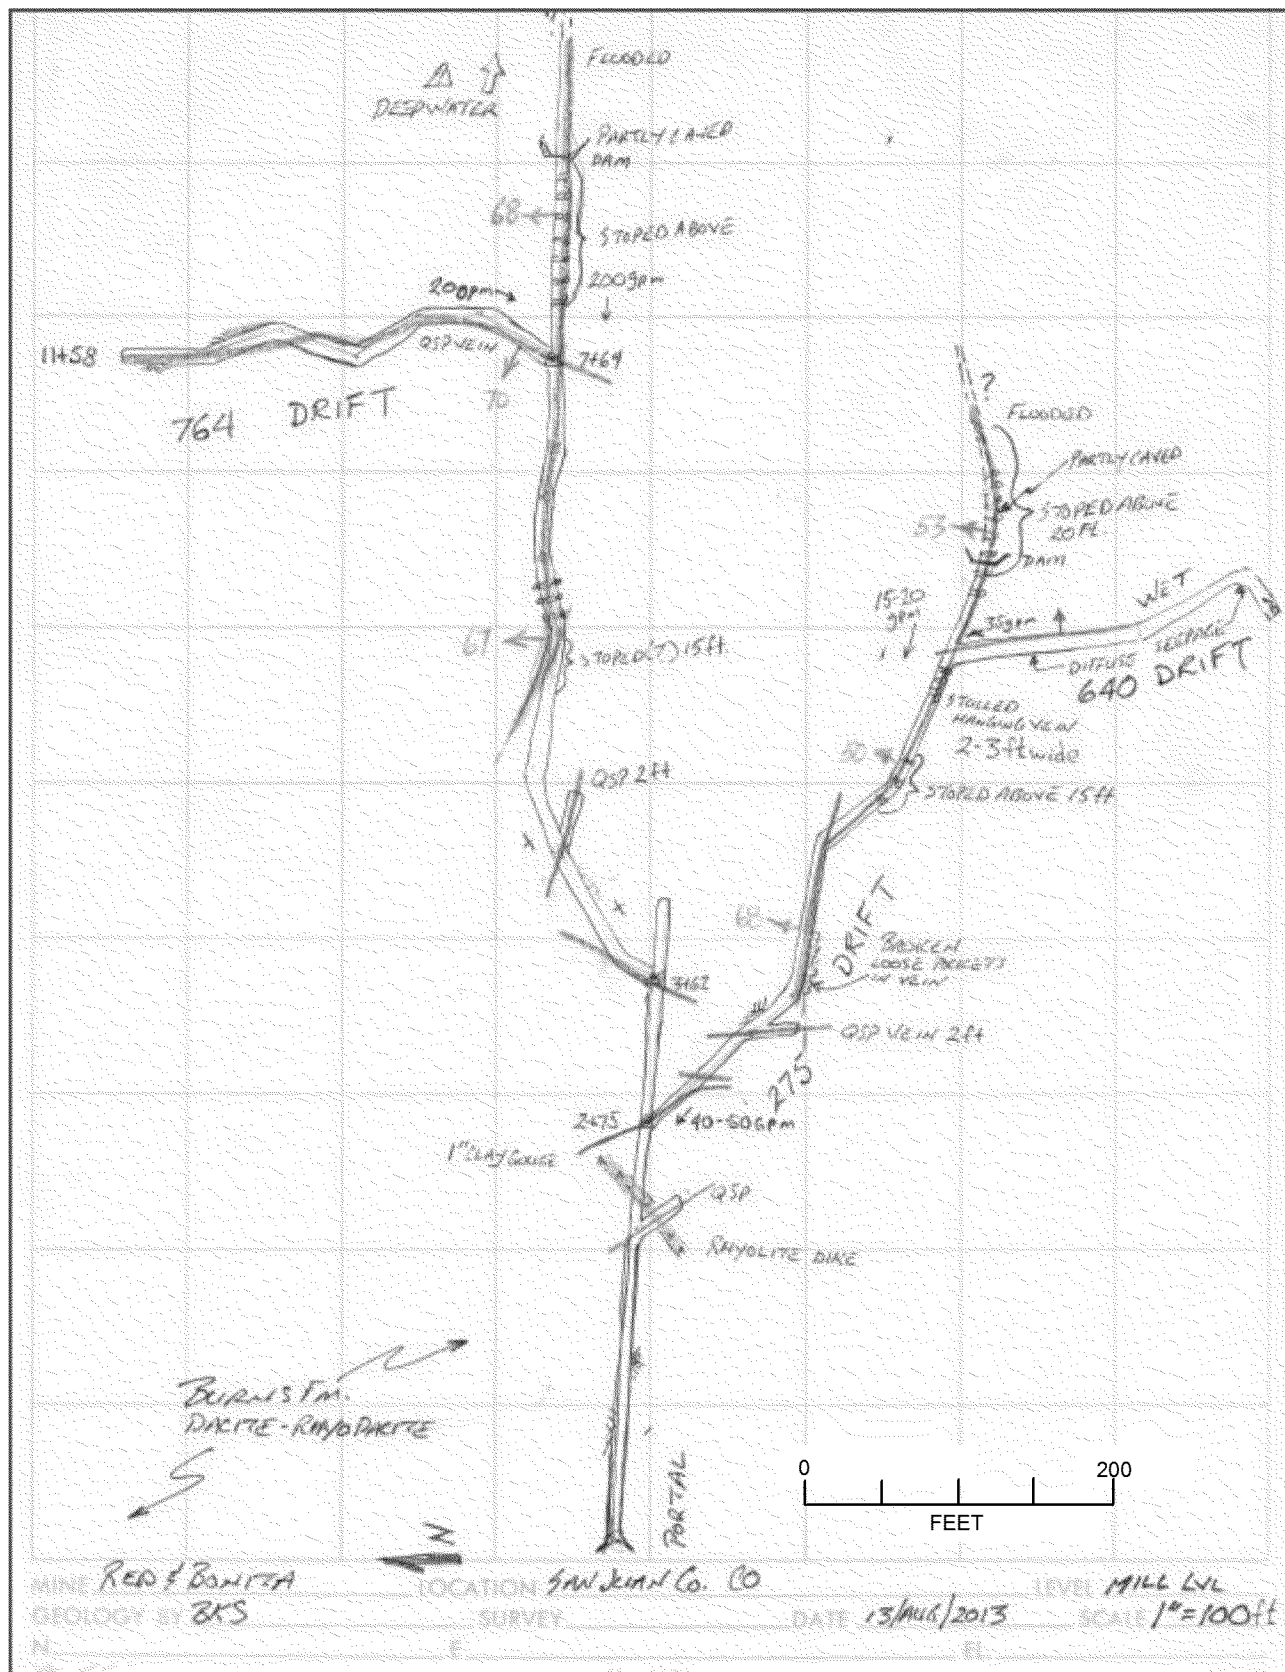 FLOODED
DEEPWATER
PARTLY CAVED
DAM
68
STOPED ABOVE
200gpm
200pm
QSP VEIN
11+58
7+64
70
764 DRIFT
?
FLOODED
PARTLY CAVED
STOPED ABOVE
20 Ft
53
DAM
15-20
gpm
WET
35gpm
DIFFUSE SEEPAGE
640 DRIFT
STOPED(?) 15ft
HANGING VEIN
2-3ft wide
QSP 2ft
STOPED ABOVE 15ft
68
DRIFT
BROKEN
LOOSE POCKETS
IN VEIN
3+62
QSP VEIN 2ft
275
2+75
40-50Gpm
1" CLAY GOUGE
QSP
RHYOLITE DIKE
BURNS Fm.
DACITE-RHYODACITE
PORTAL
0 200
FEET
N
MINE RED & BONITA LOCATION SAN JUAN Co. CO LEVEL MILL LVL
GEOLOGY BY BKS SURVEY DATE 13/AUG/2013 SCALE 1"=100ft
N E EL